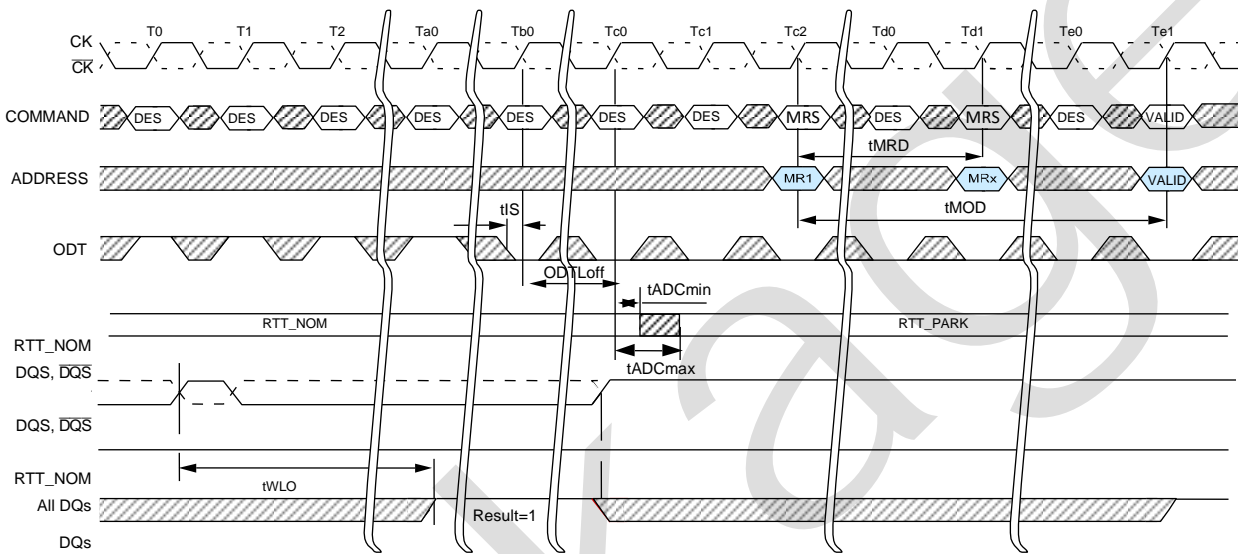 T0 T1 T2 Ta0 Tb0 Tc0 Tc1 Tc2 Td0 Td1 Te0 Te1
CK
CK
COMMAND DES DES DES DES DES DES DES MRS DES MRS DES VALID
tMRD
ADDRESS MR1 MRx VALID
tIS tMOD
ODT
ODTLoff
tADCmin
RTT_NOM RTT_PARK
RTT_NOM
tADCmax
DQS, DQS
DQS, DQS
RTT_NOM
tWLO
All DQs
Result=1
DQs